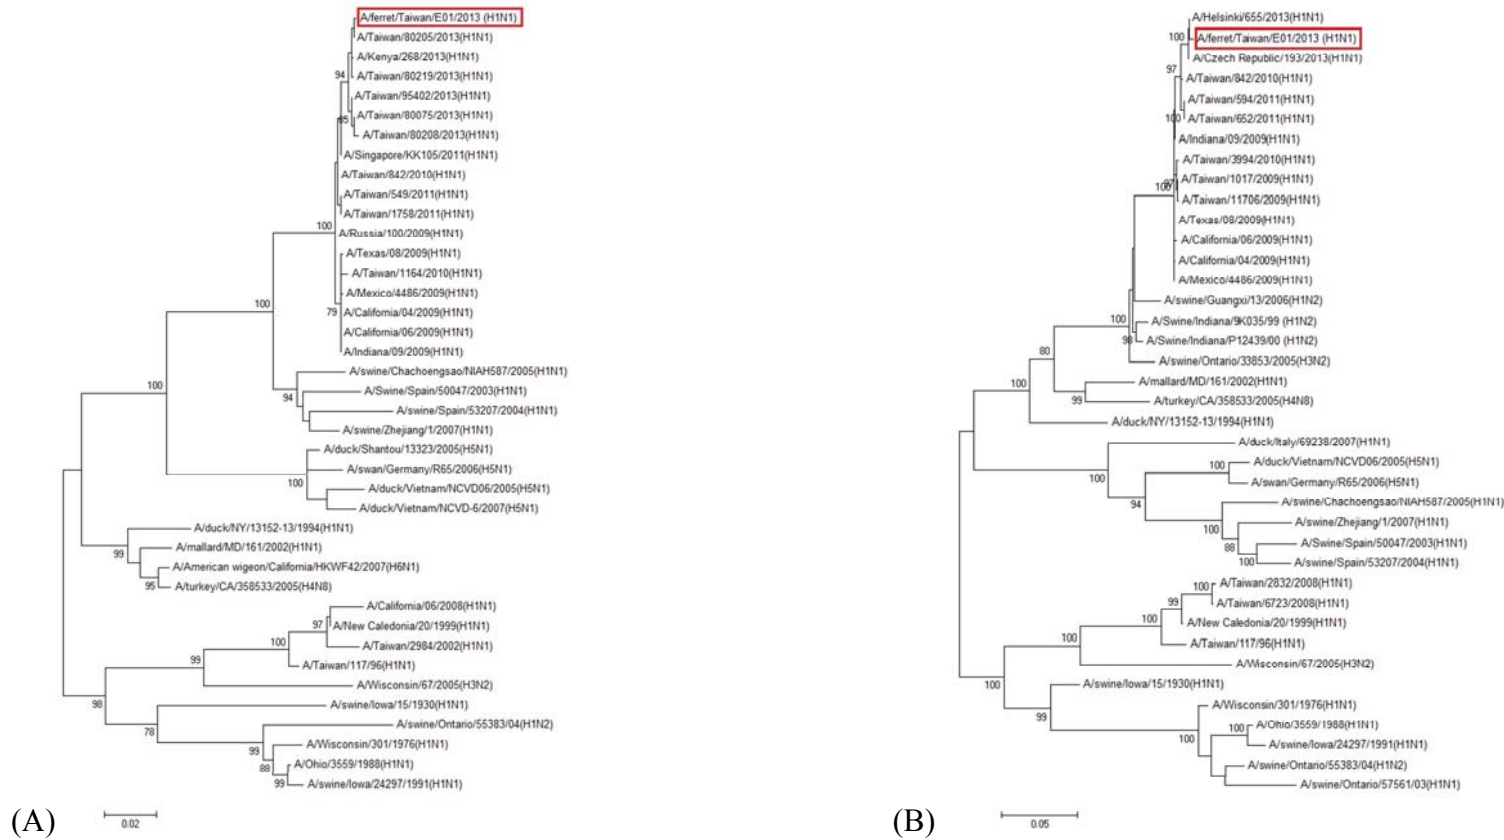 A/ferret/Taiwan/E01/2013 (H1N1)
A/Taiwan/80205/2013(H1N1)
A/Kenya/268/2013(H1N1)
94
A/Taiwan/80219/2013(H1N1)
A/Taiwan/95402/2013(H1N1)
A/Taiwan/80075/2013(H1N1)
A/Taiwan/80208/2013(H1N1)
A/Singapore/KK105/2011(H1N1)
A/Taiwan/842/2010(H1N1)
A/Taiwan/549/2011(H1N1)
A/Taiwan/1758/2011(H1N1)
100
A/Russia/100/2009(H1N1)
A/Texas/08/2009(H1N1)
A/Taiwan/1164/2010(H1N1)
A/Mexico/4486/2009(H1N1)
100
79
A/California/04/2009(H1N1)
A/California/06/2009(H1N1)
A/Indiana/09/2009(H1N1)
A/swine/Chachoengsao/NIAH587/2005(H1N1)
100
A/Swine/Spain/50047/2003(H1N1)
94
A/swine/Spain/53207/2004(H1N1)
A/swine/Zhejiang/1/2007(H1N1)
A/duck/Shantou/13323/2005(H5N1)
A/swan/Germany/R65/2006(H5N1)
100
A/duck/Vietnam/NCVD06/2005(H5N1)
A/duck/Vietnam/NCVD-6/2007(H5N1)
A/duck/NY/13152-13/1994(H1N1)
99
A/mallard/MD/161/2002(H1N1)
A/American wigeon/California/HKWF42/2007(H6N1)
95
A/turkey/CA/358533/2005(H4N8)
A/California/06/2008(H1N1)
97
A/New Caledonia/20/1999(H1N1)
100
A/Taiwan/2984/2002(H1N1)
99
A/Taiwan/117/96(H1N1)
A/Wisconsin/67/2005(H3N2)
98
A/swine/Iowa/15/1930(H1N1)
78
A/swine/Ontario/55383/04(H1N2)
99
A/Wisconsin/301/1976(H1N1)
88
A/Ohio/3559/1988(H1N1)
99
A/swine/Iowa/24297/1991(H1N1)
0.02
(A)
A/Helsinki/655/2013(H1N1)
100
A/ferret/Taiwan/E01/2013 (H1N1)
A/Czech Republic/193/2013(H1N1)
97
A/Taiwan/842/2010(H1N1)
A/Taiwan/594/2011(H1N1)
100
A/Taiwan/652/2011(H1N1)
A/Indiana/09/2009(H1N1)
A/Taiwan/3994/2010(H1N1)
A/Taiwan/1017/2009(H1N1)
100
A/Taiwan/11706/2009(H1N1)
A/Texas/08/2009(H1N1)
A/California/06/2009(H1N1)
A/California/04/2009(H1N1)
A/Mexico/4486/2009(H1N1)
A/swine/Guangxi/13/2006(H1N2)
100
A/Swine/Indiana/9K035/99 (H1N2)
98
A/Swine/Indiana/P12439/00 (H1N2)
80
A/swine/Ontario/33853/2005(H3N2)
100
A/mallard/MD/161/2002(H1N1)
99
A/turkey/CA/358533/2005(H4N8)
A/duck/NY/13152-13/1994(H1N1)
A/duck/Italy/69238/2007(H1N1)
100
A/duck/Vietnam/NCVD06/2005(H5N1)
100
A/swan/Germany/R65/2006(H5N1)
94
A/swine/Chachoengsao/NIAH587/2005(H1N1)
100
A/swine/Zhejiang/1/2007(H1N1)
88
A/Swine/Spain/50047/2003(H1N1)
100
A/swine/Spain/53207/2004(H1N1)
A/Taiwan/2832/2008(H1N1)
100
99
A/Taiwan/6723/2008(H1N1)
100
A/New Caledonia/20/1999(H1N1)
100
A/Taiwan/117/96(H1N1)
A/Wisconsin/67/2005(H3N2)
100
A/swine/Iowa/15/1930(H1N1)
99
A/Wisconsin/301/1976(H1N1)
100
A/Ohio/3559/1988(H1N1)
100
A/swine/Iowa/24297/1991(H1N1)
A/swine/Ontario/55383/04(H1N2)
A/swine/Ontario/57561/03(H1N1)
0.05
(B)